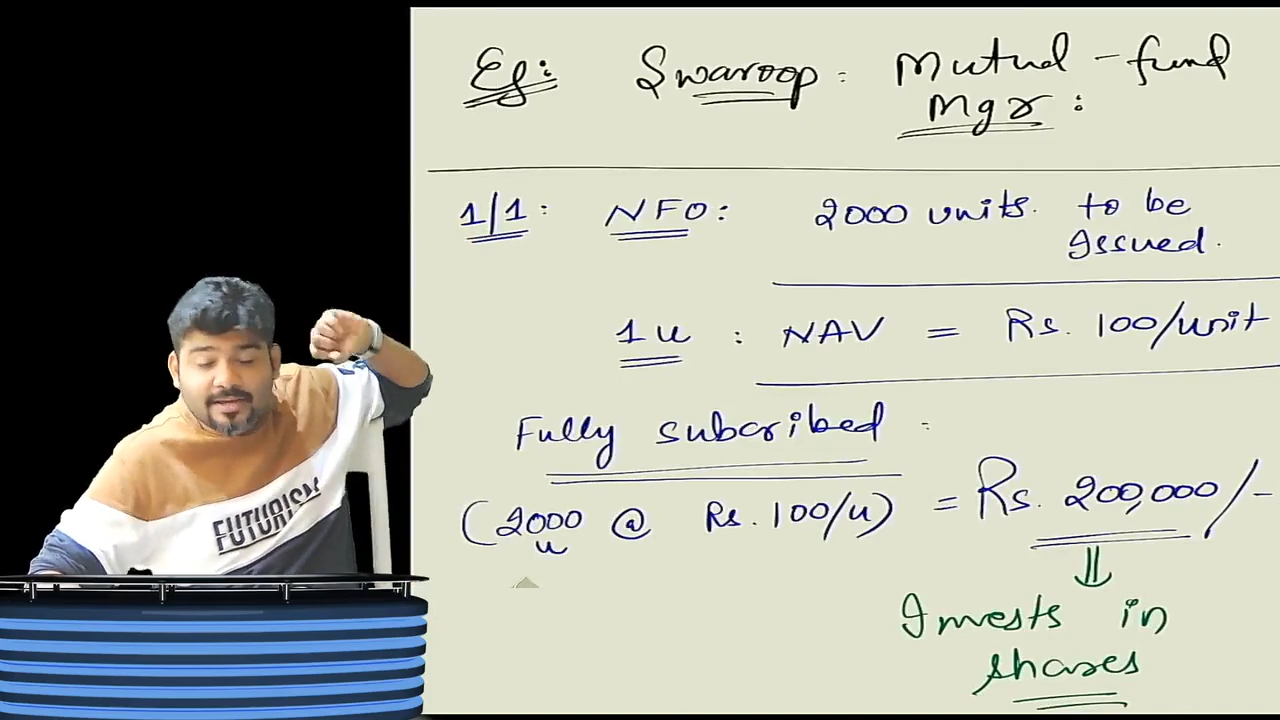 Eg: Swaroop: Mutual-fund
Mgr:
1/1: NFO: 2000 units. to be
Issued.
1 u : NAV = Rs. 100/unit
Fully subcribed :
(2000 @ Rs. 100/u) = Rs. 200,000/-
u
Invests in
shares
FUTURISM